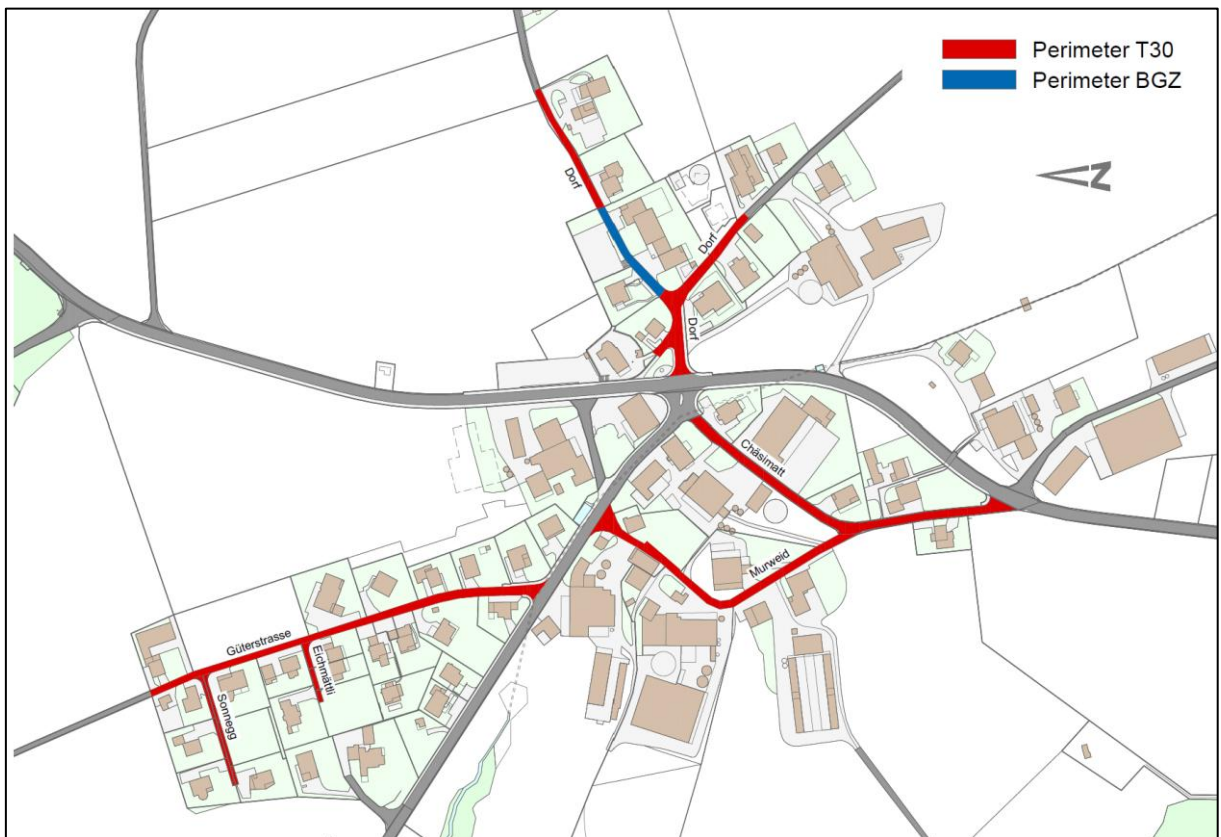 Perimeter T30
Perimeter BGZ
N
Dorf
Dorf
Dorf
Chäsimatt
Murweid
Güterstrasse
Eichmättli
Sonnegg